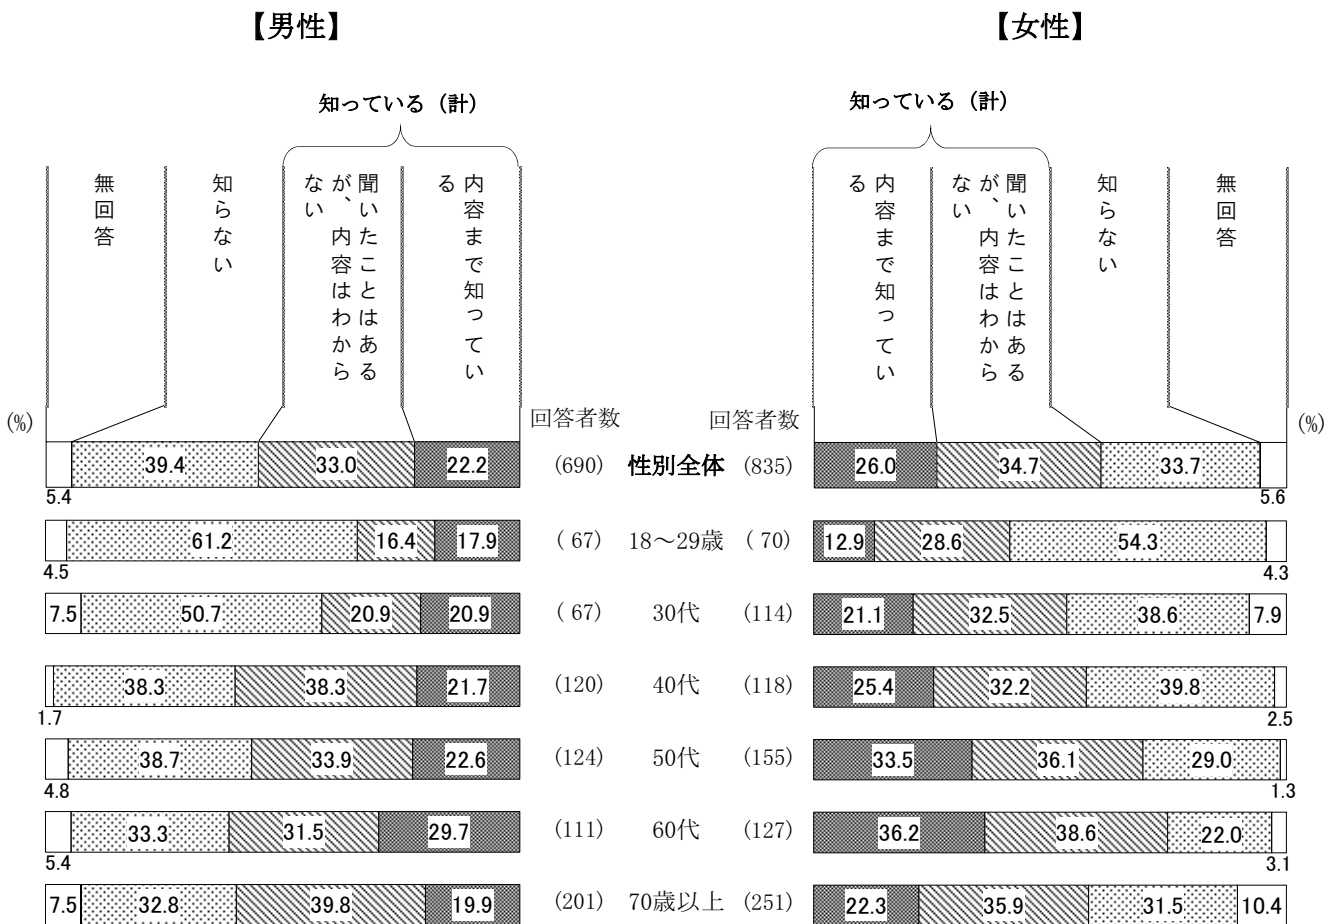 【男性】
【女性】
知っている（計）
知っている（計）
無回答
知らない
聞いたことはある
が、内容はわから
ない
内容まで知ってい
る
内容まで知ってい
る
聞いたことはある
が、内容はわから
ない
知らない
無回答
(%) 回答者数 回答者数 (%)
39.4 33.0 22.2 (690) 性別全体 (835) 26.0 34.7 33.7
5.4 5.6
61.2 16.4 17.9 ( 67) 18～29歳 ( 70) 12.9 28.6 54.3
4.5 4.3
7.5 50.7 20.9 20.9 ( 67) 30代 (114) 21.1 32.5 38.6 7.9
38.3 38.3 21.7 (120) 40代 (118) 25.4 32.2 39.8
1.7 2.5
38.7 33.9 22.6 (124) 50代 (155) 33.5 36.1 29.0
4.8 1.3
33.3 31.5 29.7 (111) 60代 (127) 36.2 38.6 22.0
5.4 3.1
7.5 32.8 39.8 19.9 (201) 70歳以上 (251) 22.3 35.9 31.5 10.4